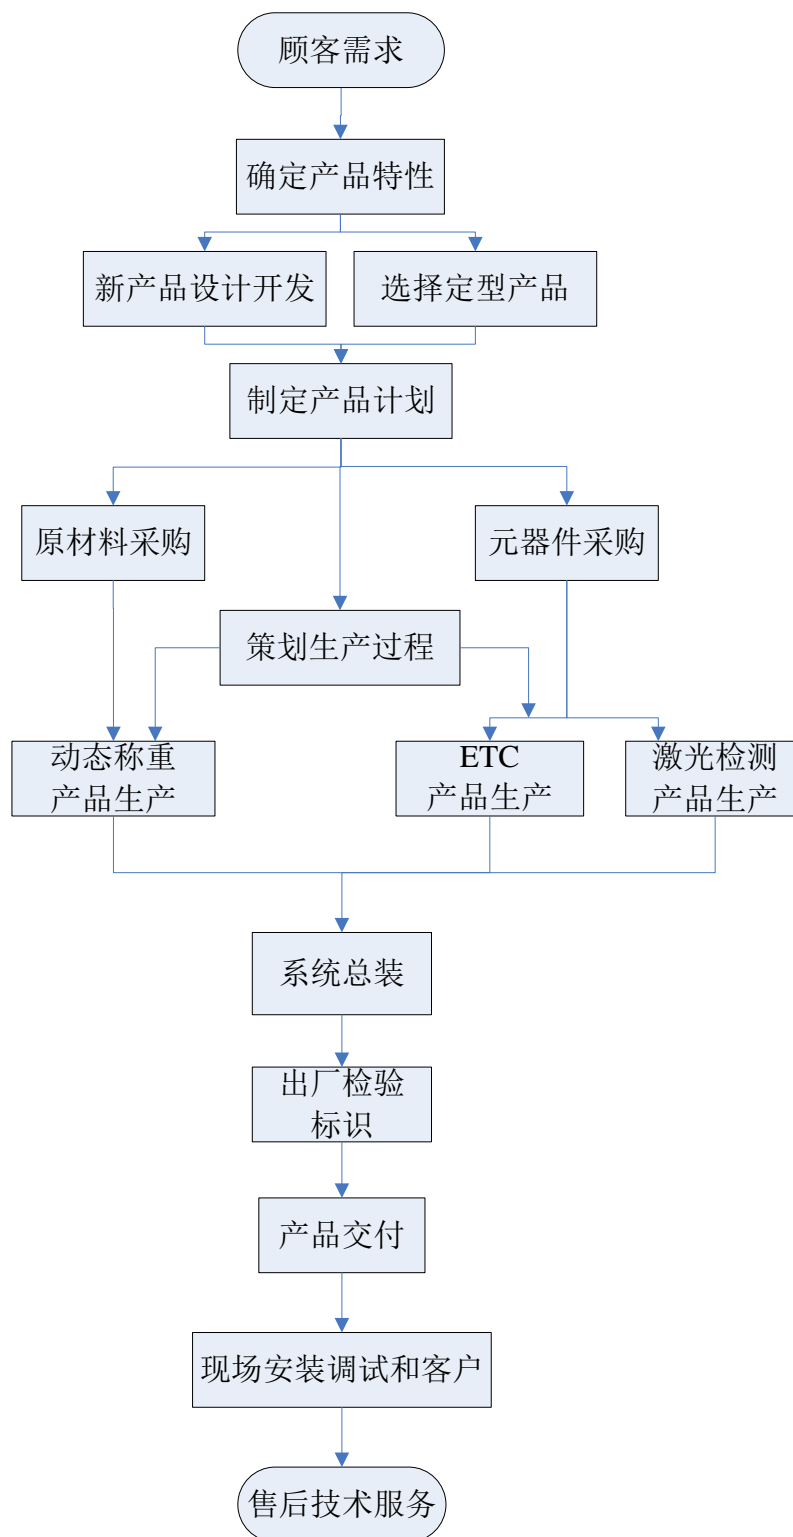 顾客需求
确定产品特性
新产品设计开发
选择定型产品
制定产品计划
原材料采购
元器件采购
策划生产过程
动态称重
产品生产
ETC
产品生产
激光检测
产品生产
系统总装
出厂检验
标识
产品交付
现场安装调试和客户
售后技术服务